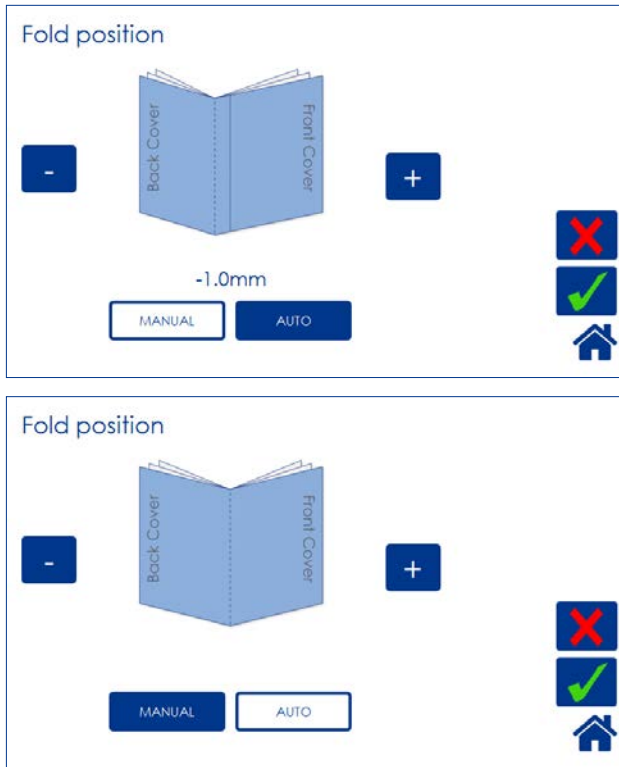 Fold position
Back Cover
Front Cover
-
+
-1.0mm
MANUAL AUTO
Fold position
Back Cover
Front Cover
-
+
MANUAL AUTO